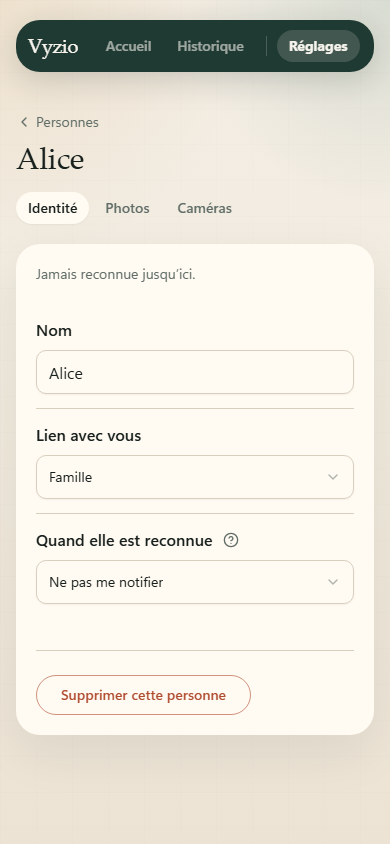 Vyzio Accueil Historique Réglages
Personnes
Alice
Identité Photos Caméras
Jamais reconnue jusqu'ici.
Nom
Alice
Lien avec vous
Famille
Quand elle est reconnue
Ne pas me notifier
Supprimer cette personne